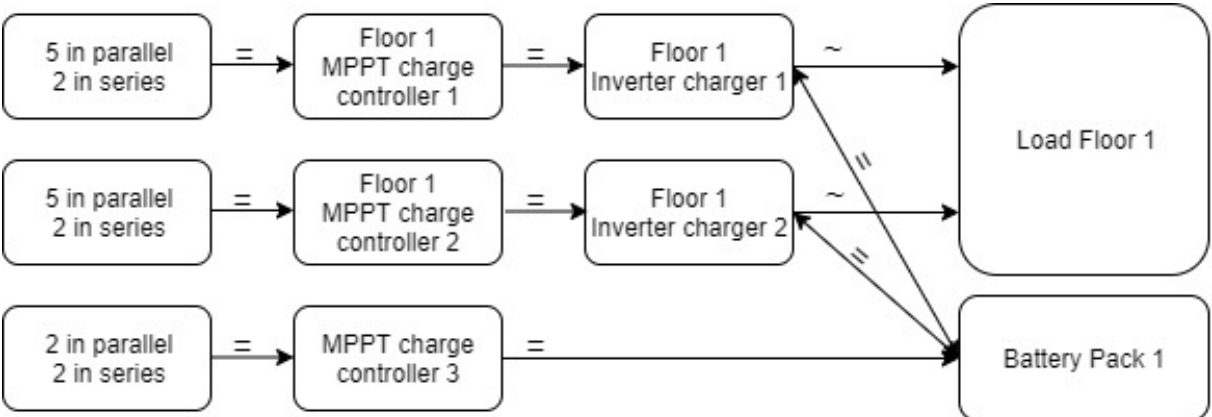 5 in parallel
2 in series
=
Floor 1
MPPT charge
controller 1
=
Floor 1
Inverter charger 1
~
Load Floor 1
5 in parallel
2 in series
=
Floor 1
MPPT charge
controller 2
=
Floor 1
Inverter charger 2
~
=
=
2 in parallel
2 in series
=
MPPT charge
controller 3
=
Battery Pack 1